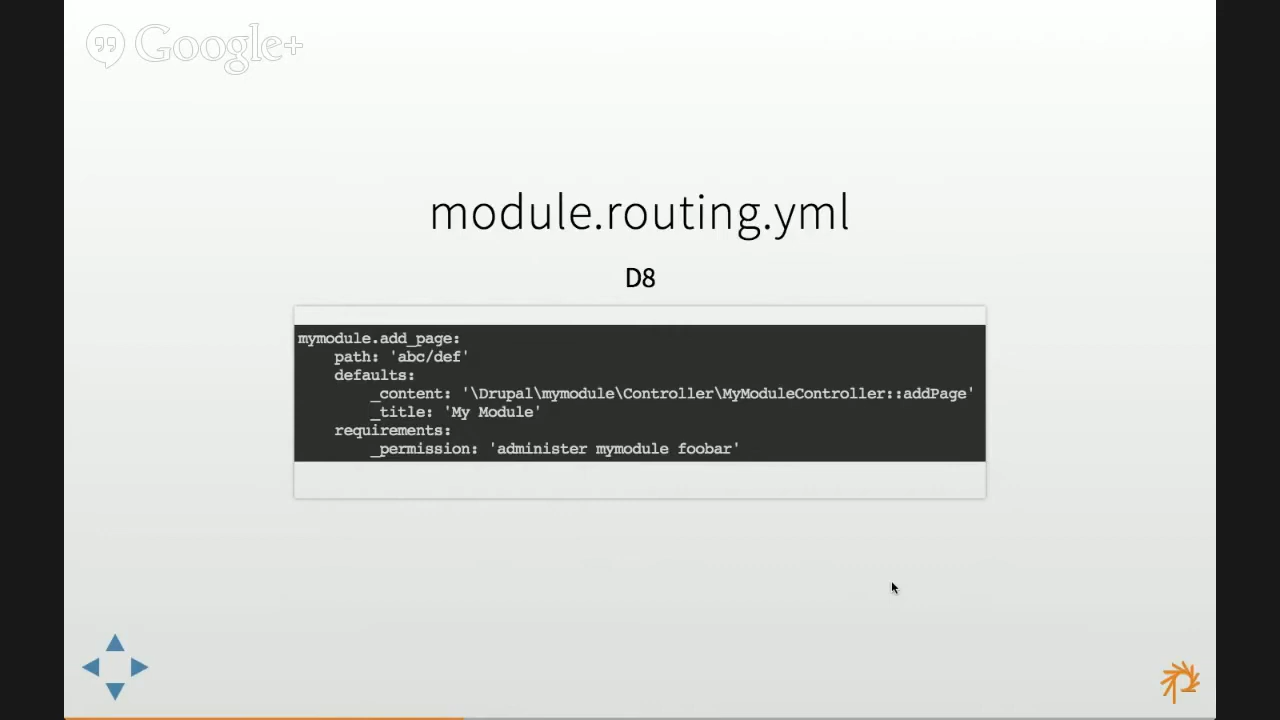 Google+
module.routing.yml
D8
mymodule.add_page:
    path: 'abc/def'
    defaults:
        _content: '\Drupal\mymodule\Controller\MyModuleController::addPage'
        _title: 'My Module'
    requirements:
        _permission: 'administer mymodule foobar'